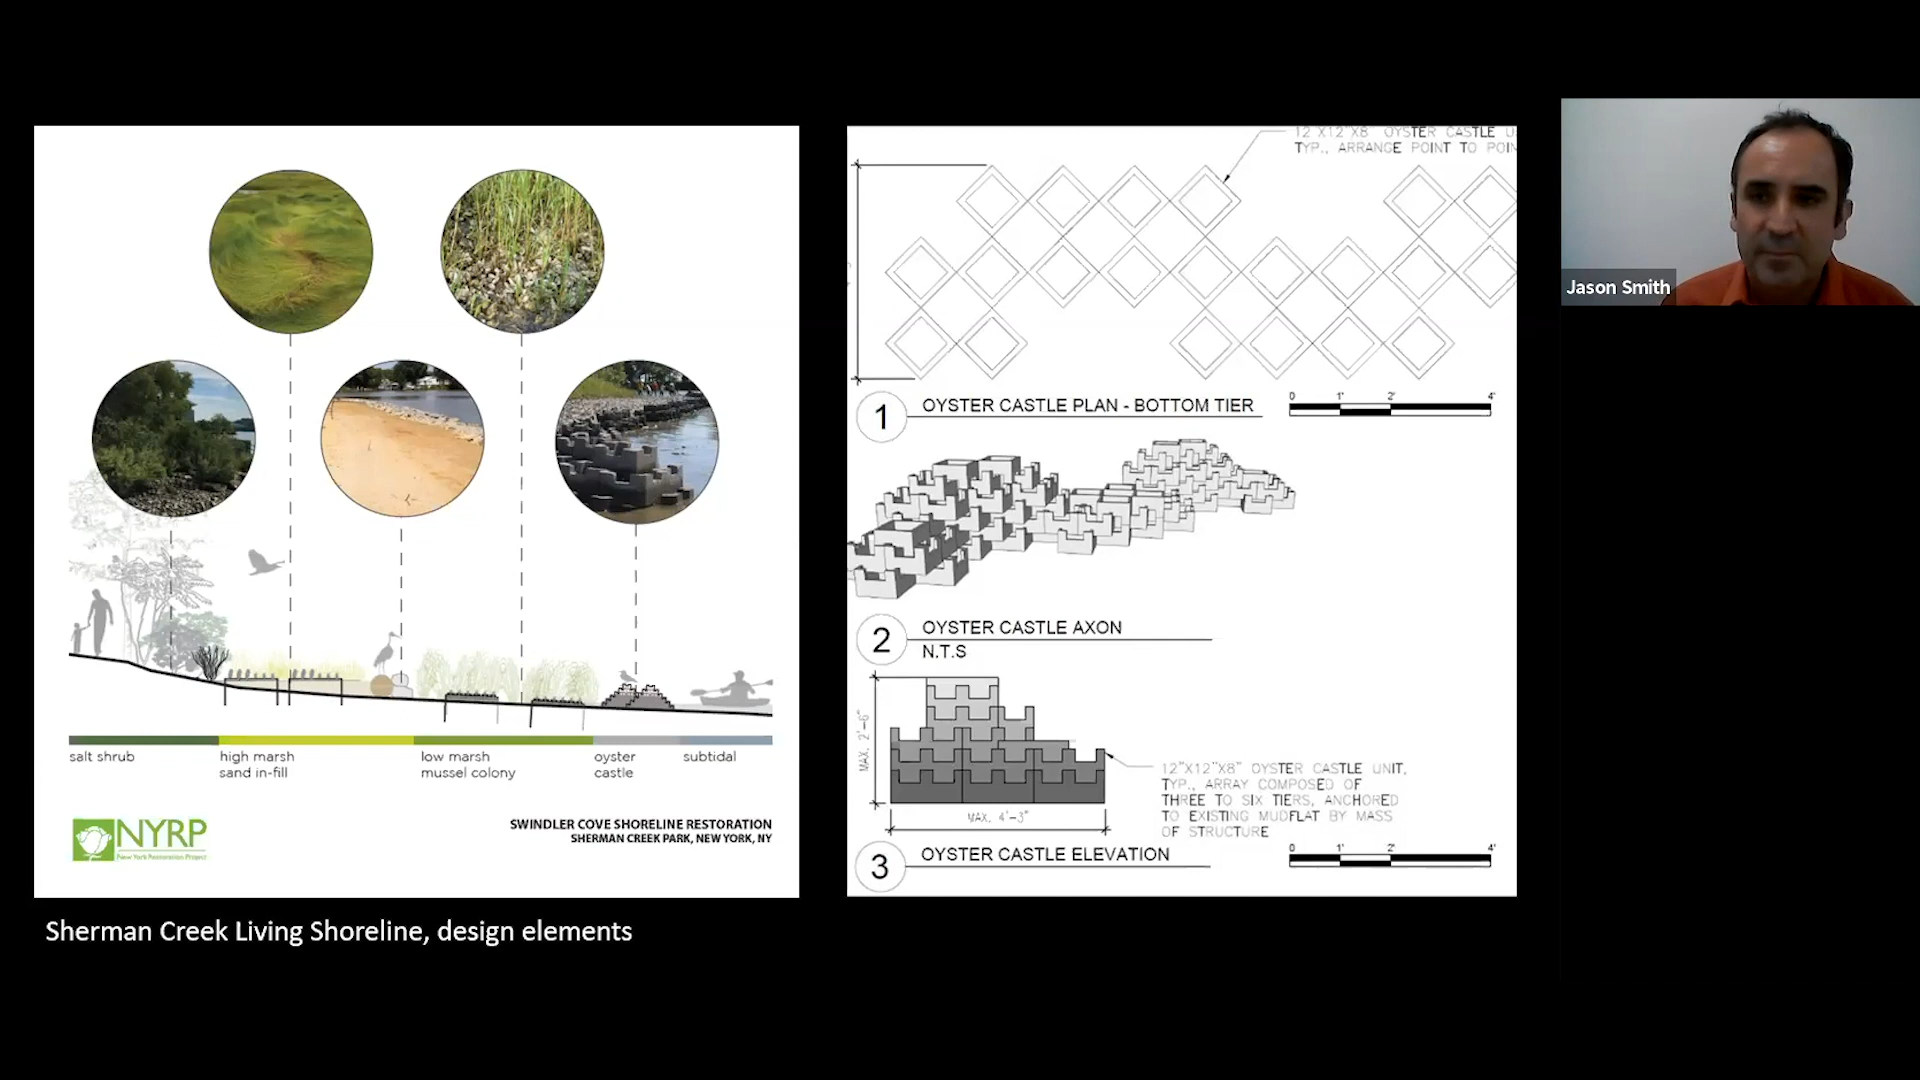 salt shrub
high marsh
sand in-fill
low marsh
mussel colony
oyster
castle
subtidal
NYRP
New York Restoration Project
SWINDLER COVE SHORELINE RESTORATION
SHERMAN CREEK PARK, NEW YORK, NY
Sherman Creek Living Shoreline, design elements
12"X12"X8" OYSTER CASTLE
TYP., ARRANGE POINT TO
1
OYSTER CASTLE PLAN - BOTTOM TIER
0 1' 2' 4'
2
OYSTER CASTLE AXON
N.T.S
MAX. 2'-6"
MAX. 4'-3"
12"X12"X8" OYSTER CASTLE UNIT,
TYP., ARRAY COMPOSED OF
THREE TO SIX TIERS, ANCHORED
TO EXISTING MUDFLAT BY MASS
OF STRUCTURE
3
OYSTER CASTLE ELEVATION
0 1' 2' 4'
Jason Smith